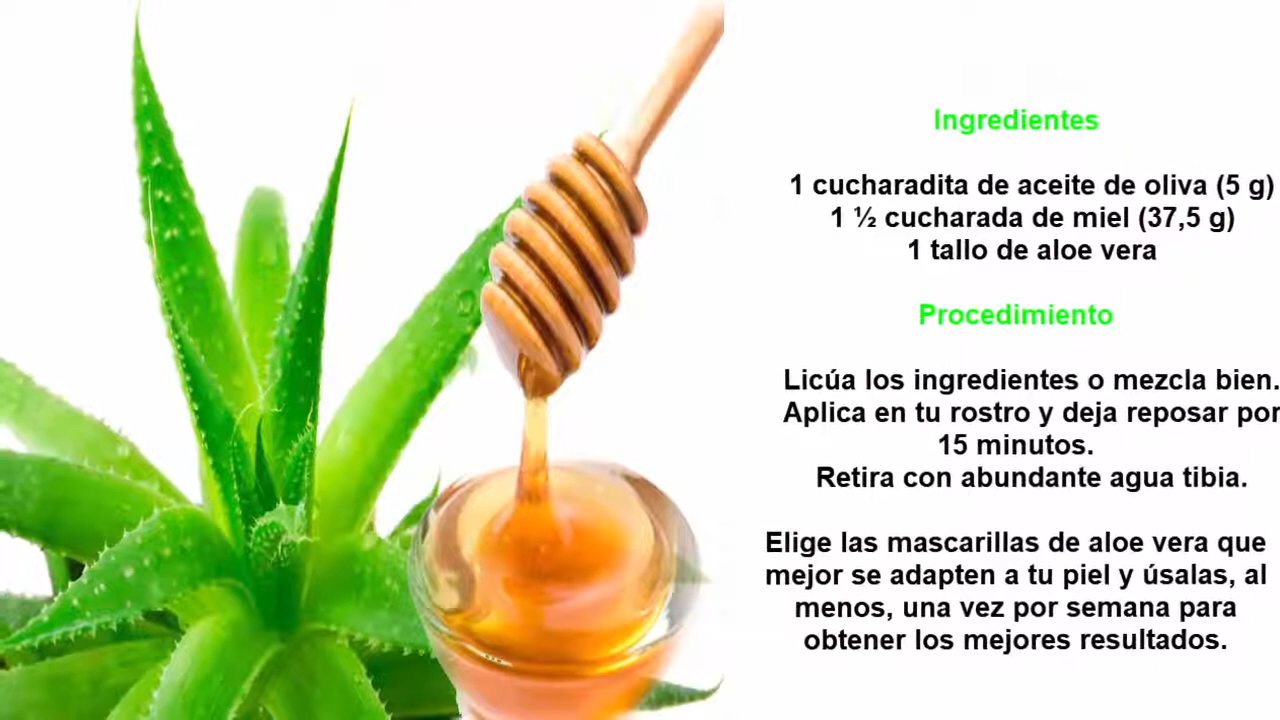 Ingredientes
1 cucharadita de aceite de oliva (5 g)
1 ½ cucharada de miel (37,5 g)
1 tallo de aloe vera
Procedimiento
Licúa los ingredientes o mezcla bien.
Aplica en tu rostro y deja reposar por
15 minutos.
Retira con abundante agua tibia.
Elige las mascarillas de aloe vera que
mejor se adapten a tu piel y úsalas, al
menos, una vez por semana para
obtener los mejores resultados.